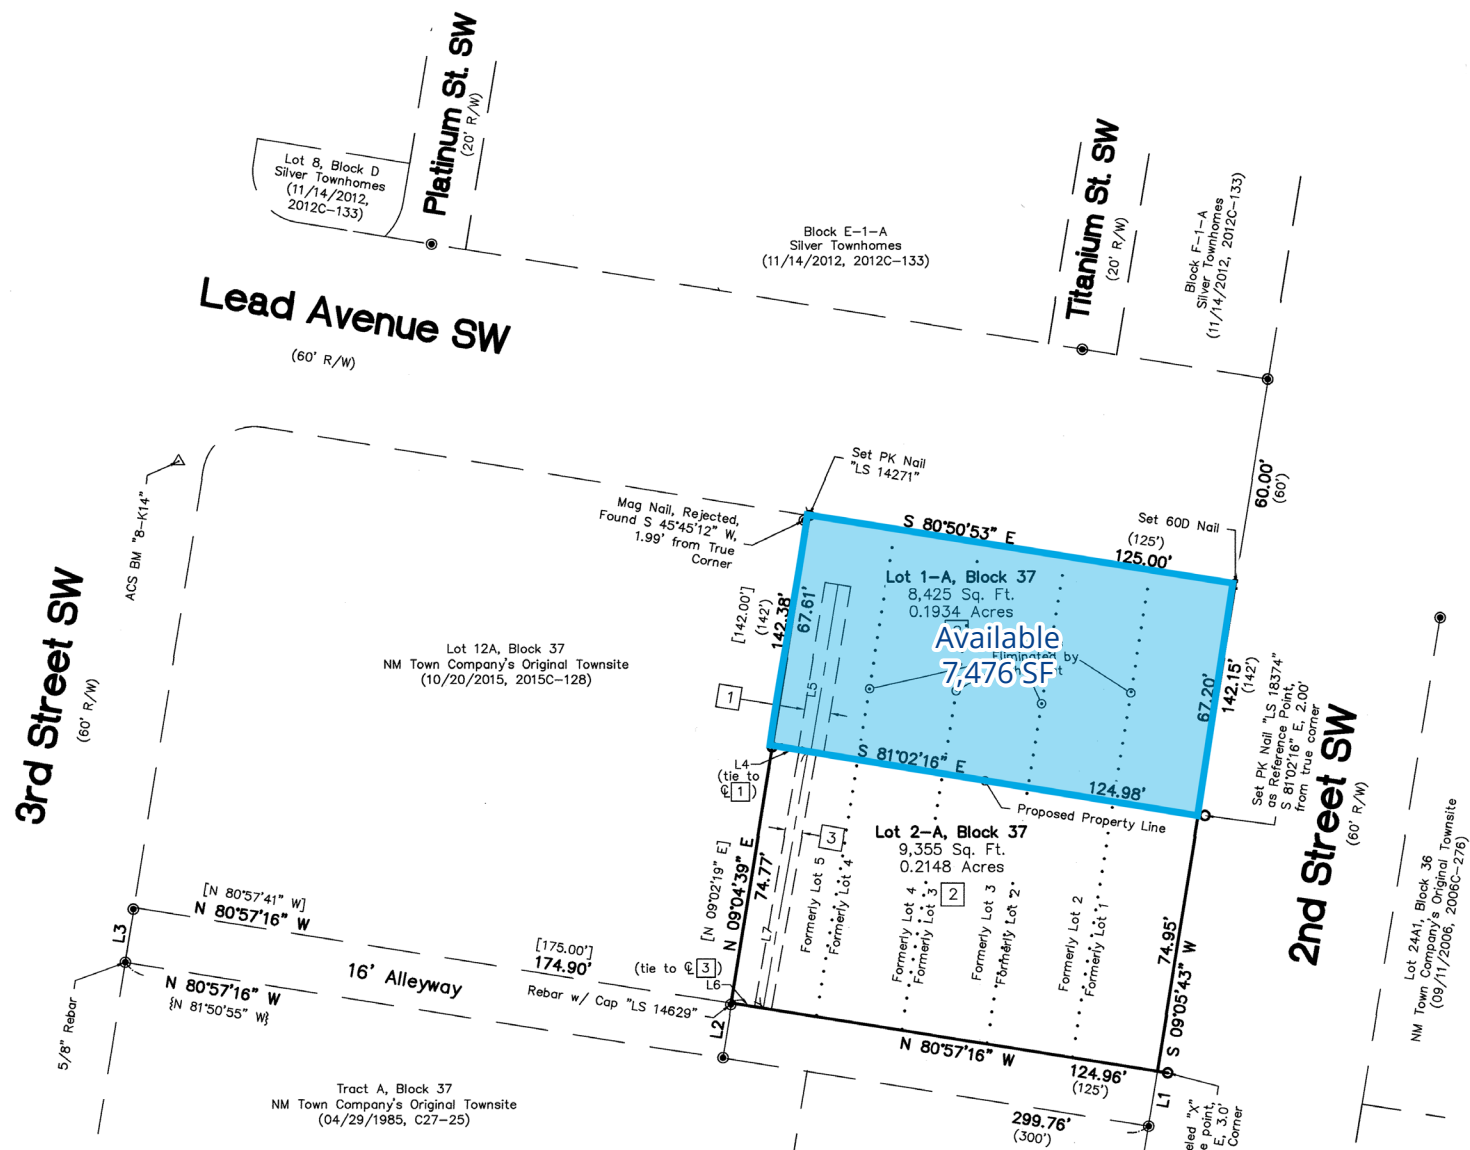 Platinum St. SW
(20' R/W)
Lot 8, Block D
Silver Townhomes
(11/14/2012,
2012C-133)
Block E-1-A
Silver Townhomes
(11/14/2012, 2012C-133)
Titanium St. SW
(20' R/W)
Block F-1-A
Silver Townhomes
(11/14/2012, 2012C-133)
Lead Avenue SW
(60' R/W)
ACS BM "8-K14"
Set PK Nail
"LS 14271"
Mag Nail, Rejected,
Found S 45°45'12" W,
1.99' from True
Corner
S 80°50'53" E
(125')
125.00'
Set 60D Nail
60.00'
(60')
Lot 1-A, Block 37
8,425 Sq. Ft.
0.1934 Acres
Available
7,476 SF
Eliminated by
[142.00']
(142')
142.38'
67.61'
L5
1
Lot 12A, Block 37
NM Town Company's Original Townsite
(10/20/2015, 2015C-128)
3rd Street SW
(60' R/W)
67.20'
142.15'
(142')
Set PK Nail "LS 18374"
as Reference Point,
S 81°02'16" E, 2.00'
from true corner
2nd Street SW
(60' R/W)
L4
(tie to
℄ 1 )
S 81°02'16" E
124.98'
Proposed Property Line
Lot 2-A, Block 37
9,355 Sq. Ft.
0.2148 Acres
2
3
[N 09°02'19" E]
N 09°04'39" E
74.77'
L7
Formerly Lot 5
Formerly Lot 4
Formerly Lot 4
Formerly Lot 3
Formerly Lot 3
Formerly Lot 2
Formerly Lot 2
Formerly Lot 1
74.95'
S 09°05'43" W
Lot 24A1, Block 36
NM Town Company's Original Townsite
(09/11/2006, 2006C-276)
[N 80°57'41" W]
N 80°57'16" W
L3
16' Alleyway
[175.00']
174.90'
(tie to ℄ 3 )
L6
Rebar w/ Cap "LS 14629"
L2
N 80°57'16" W
{N 81°50'55" W}
5/8" Rebar
N 80°57'16" W
124.96'
(125')
L1
299.76'
(300')
Tract A, Block 37
NM Town Company's Original Townsite
(04/29/1985, C27-25)
eled "X"
e point,
E, 3.0'
Corner